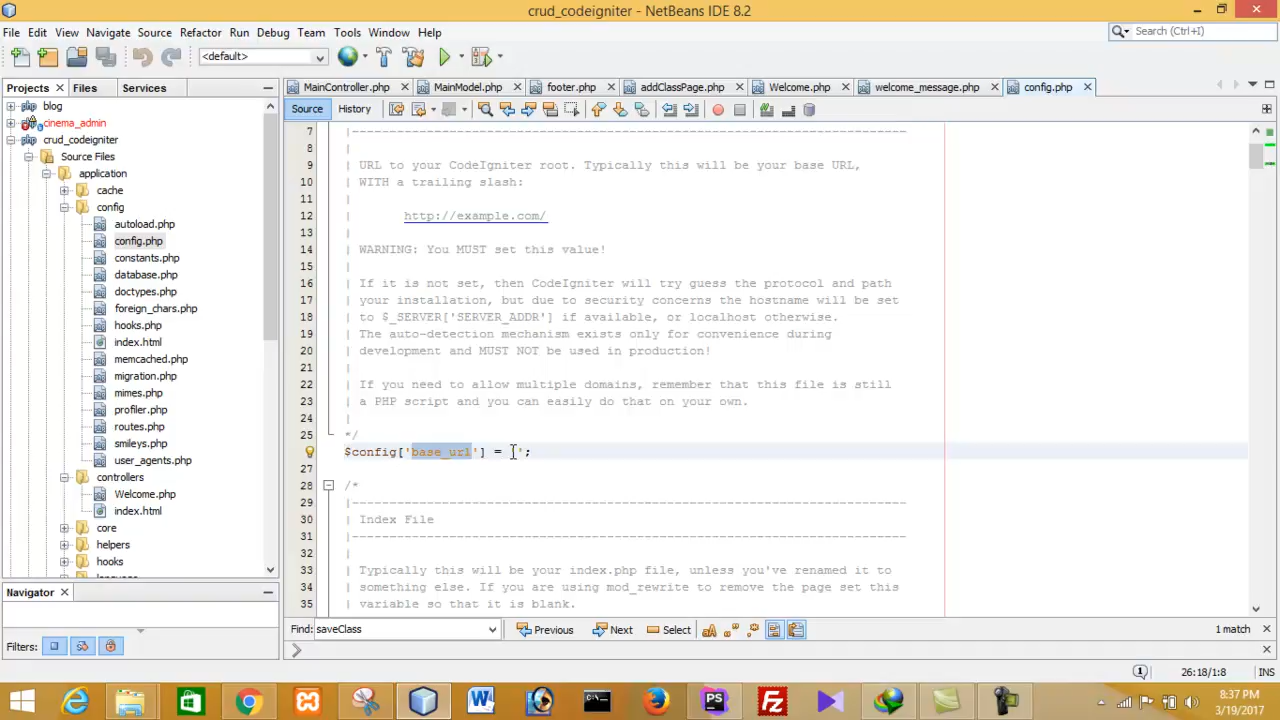 crud_codeigniter - NetBeans IDE 8.2
File Edit View Navigate Source Refactor Run Debug Team Tools Window Help
Search (Ctrl+I)
<default>
Projects Files Services
MainController.php MainModel.php footer.php addClassPage.php Welcome.php welcome_message.php config.php
Source History
blog
cinema_admin
crud_codeigniter
Source Files
application
cache
config
autoload.php
config.php
constants.php
database.php
doctypes.php
foreign_chars.php
hooks.php
index.html
memcached.php
migration.php
mimes.php
profiler.php
routes.php
smileys.php
user_agents.php
controllers
Welcome.php
index.html
core
helpers
hooks
7 |--------------------------------------------------------------------------
8 |
9 | URL to your CodeIgniter root. Typically this will be your base URL,
10 | WITH a trailing slash:
11 |
12 | http://example.com/
13 |
14 | WARNING: You MUST set this value!
15 |
16 | If it is not set, then CodeIgniter will try guess the protocol and path
17 | your installation, but due to security concerns the hostname will be set
18 | to $_SERVER['SERVER_ADDR'] if available, or localhost otherwise.
19 | The auto-detection mechanism exists only for convenience during
20 | development and MUST NOT be used in production!
21 |
22 | If you need to allow multiple domains, remember that this file is still
23 | a PHP script and you can easily do that on your own.
24 |
25 */
$config['base_url'] = '';
27
28 /*
29 |--------------------------------------------------------------------------
30 | Index File
31 |--------------------------------------------------------------------------
32 |
33 | Typically this will be your index.php file, unless you've renamed it to
34 | something else. If you are using mod_rewrite to remove the page set this
35 | variable so that it is blank.
Navigator
Filters:
Find: saveClass Previous Next Select 1 match
1 26:18/1:8 INS
8:37 PM
3/19/2017